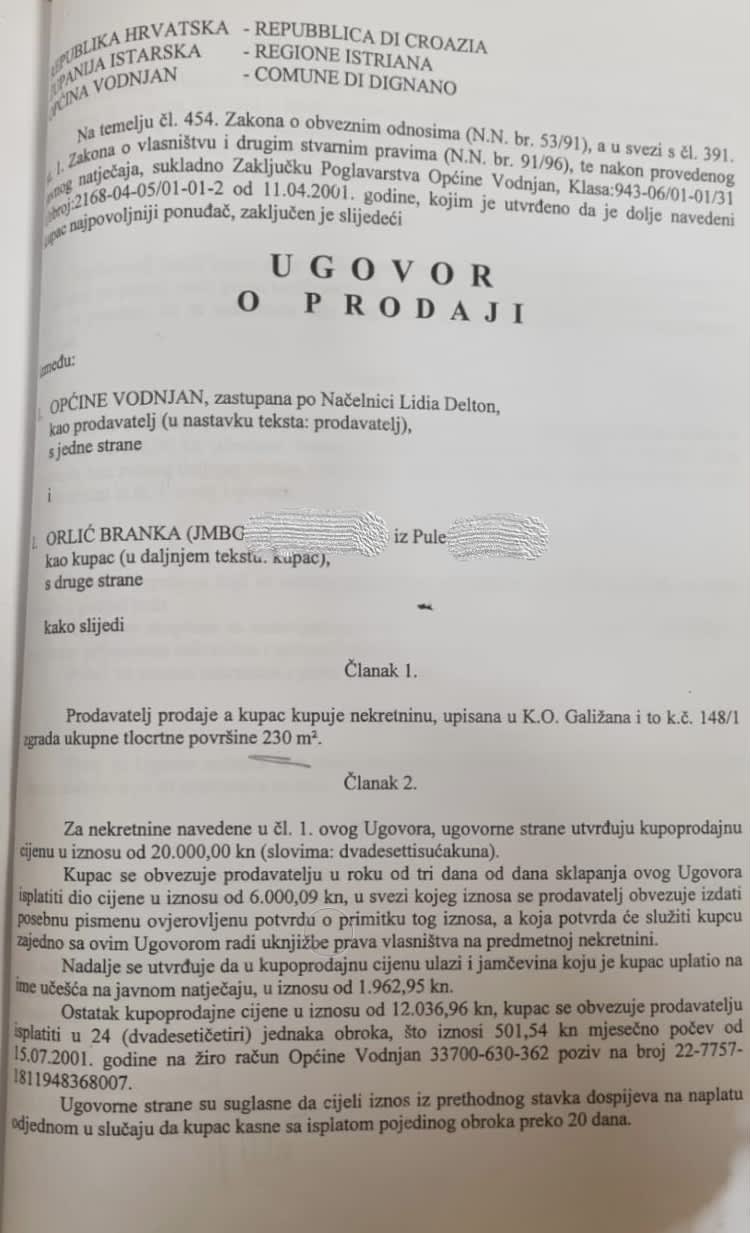 REPUBLIKA HRVATSKA - REPUBBLICA DI CROAZIA
ŽUPANIJA ISTARSKA - REGIONE ISTRIANA
OPĆINA VODNJAN - COMUNE DI DIGNANO
Na temelju čl. 454. Zakona o obveznim odnosima (N.N. br. 53/91), a u svezi s čl. 391.
1. Zakona o vlasništvu i drugim stvarnim pravima (N.N. br. 91/96), te nakon provedenog
natječaja, sukladno Zaključku Poglavarstva Općine Vodnjan, Klasa:943-06/01-01/31
2168-04-05/01-01-2 od 11.04.2001. godine, kojim je utvrđeno da je dolje navedeni
kupac najpovoljniji ponuđač, zaključen je slijedeći
UGOVOR
O PRODAJI
između:
1. OPĆINE VODNJAN, zastupana po Načelnici Lidia Delton,
kao prodavatelj (u nastavku teksta: prodavatelj),
s jedne strane
i
ORLIĆ BRANKA (JMBG iz Pule
kao kupac (u daljnjem tekstu: kupac),
s druge strane
kako slijedi
Članak 1.
Prodavatelj prodaje a kupac kupuje nekretninu, upisana u K.O. Galižana i to k.č. 148/1
zgrada ukupne tlocrtne površine 230 m².
Članak 2.
Za nekretnine navedene u čl. 1. ovog Ugovora, ugovorne strane utvrđuju kupoprodajnu
cijenu u iznosu od 20.000,00 kn (slovima: dvadesettisućakuna).
Kupac se obvezuje prodavatelju u roku od tri dana od dana sklapanja ovog Ugovora
isplatiti dio cijene u iznosu od 6.000,09 kn, u svezi kojeg iznosa se prodavatelj obvezuje izdati
posebnu pismenu ovjerovljenu potvrdu o primitku tog iznosa, a koja potvrda će služiti kupcu
zajedno sa ovim Ugovorom radi uknjižbe prava vlasništva na predmetnoj nekretnini.
Nadalje se utvrđuje da u kupoprodajnu cijenu ulazi i jamčevina koju je kupac uplatio na
ime učešća na javnom natječaju, u iznosu od 1.962,95 kn.
Ostatak kupoprodajne cijene u iznosu od 12.036,96 kn, kupac se obvezuje prodavatelju
isplatiti u 24 (dvadesetičetiri) jednaka obroka, što iznosi 501,54 kn mjesečno počev od
15.07.2001. godine na žiro račun Općine Vodnjan 33700-630-362 poziv na broj 22-7757-
1811948368007.
Ugovorne strane su suglasne da cijeli iznos iz prethodnog stavka dospijeva na naplatu
odjednom u slučaju da kupac kasne sa isplatom pojedinog obroka preko 20 dana.